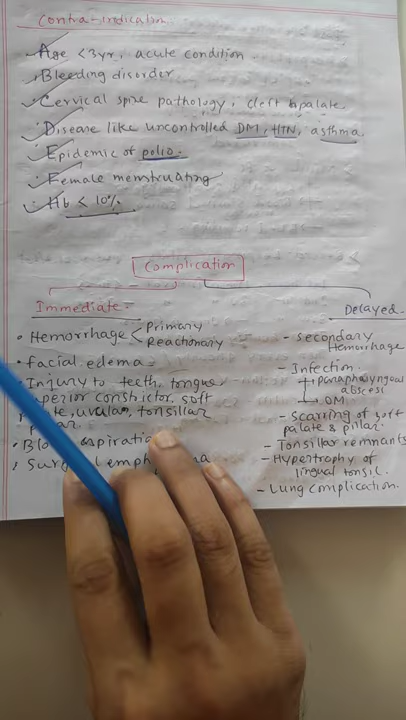 Contra-indication
Age <3yr, acute condition.
Bleeding disorder
Cervical spine pathology, cleft palate
Disease like uncontrolled DM, HTN, asthma.
Epidemic of polio.
Female menstruating
Hb < 10%
Complication
Immediate.
• Hemorrhage < Primary
Reactionary
• facial edema
• Injury to teeth, tongue
superior constrictor, soft
uvula, tonsillar
• Blood aspiration
Delayed.
- Secondary
Hemorrhage
- Infection.
parapharyngeal
abscess
OM
- Scarring of soft
palate & pillar.
- Tonsillar remnants
- Hypertrophy of
lingual tonsil.
- Lung complication.